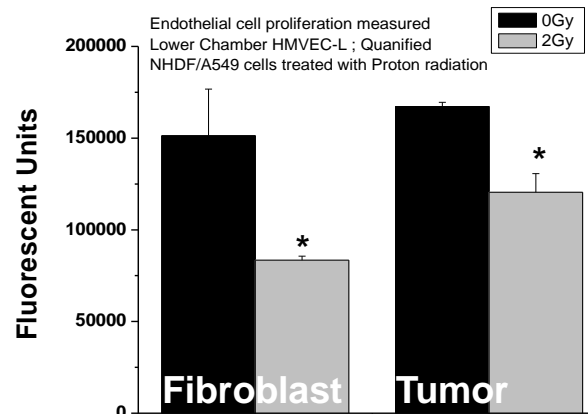 Endothelial cell proliferation measured
Lower Chamber HMVEC-L ; Quanified
NHDF/A549 cells treated with Proton radiation
0Gy
2Gy
Fluorescent Units
200000
150000
100000
50000
0
*
*
Fibroblast
Tumor